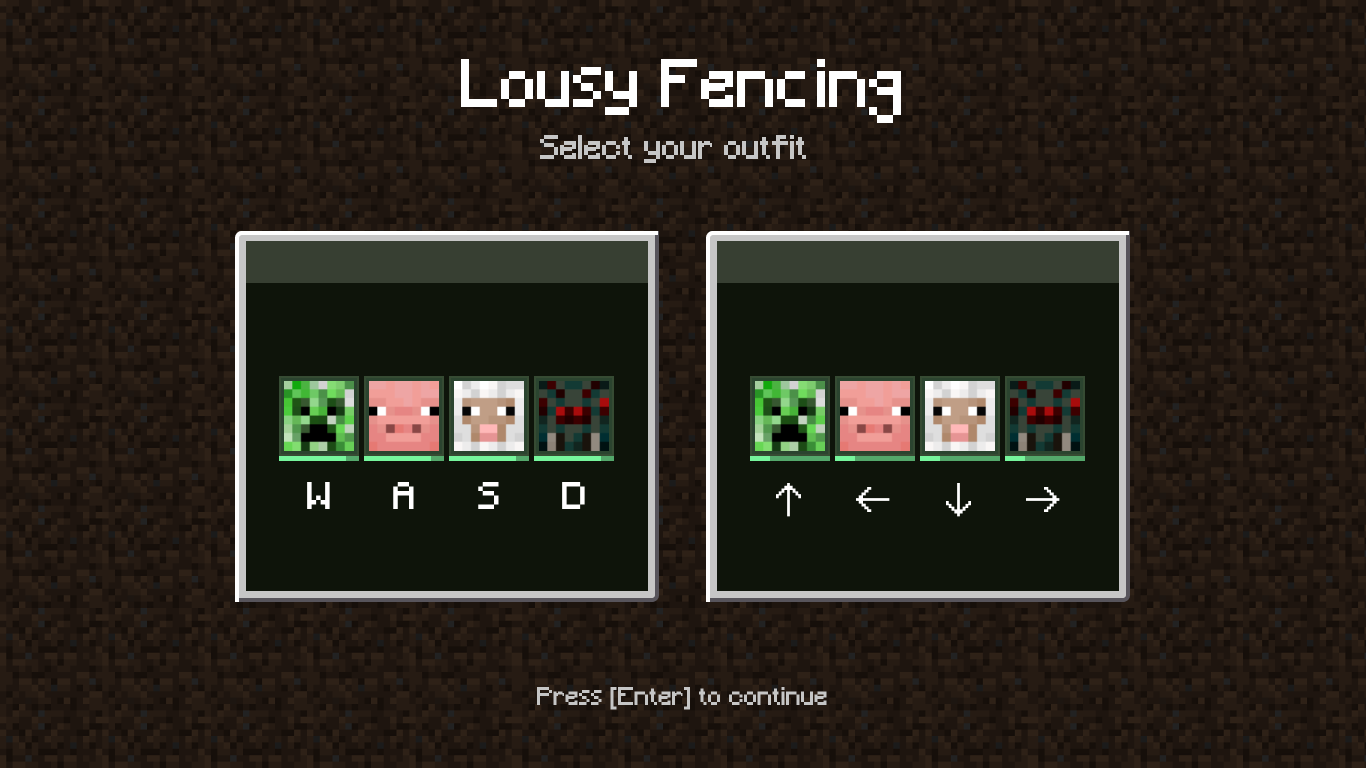 Lousy Fencing
Select your outfit
W A S D
↑ ← ↓ →
Press [Enter] to continue